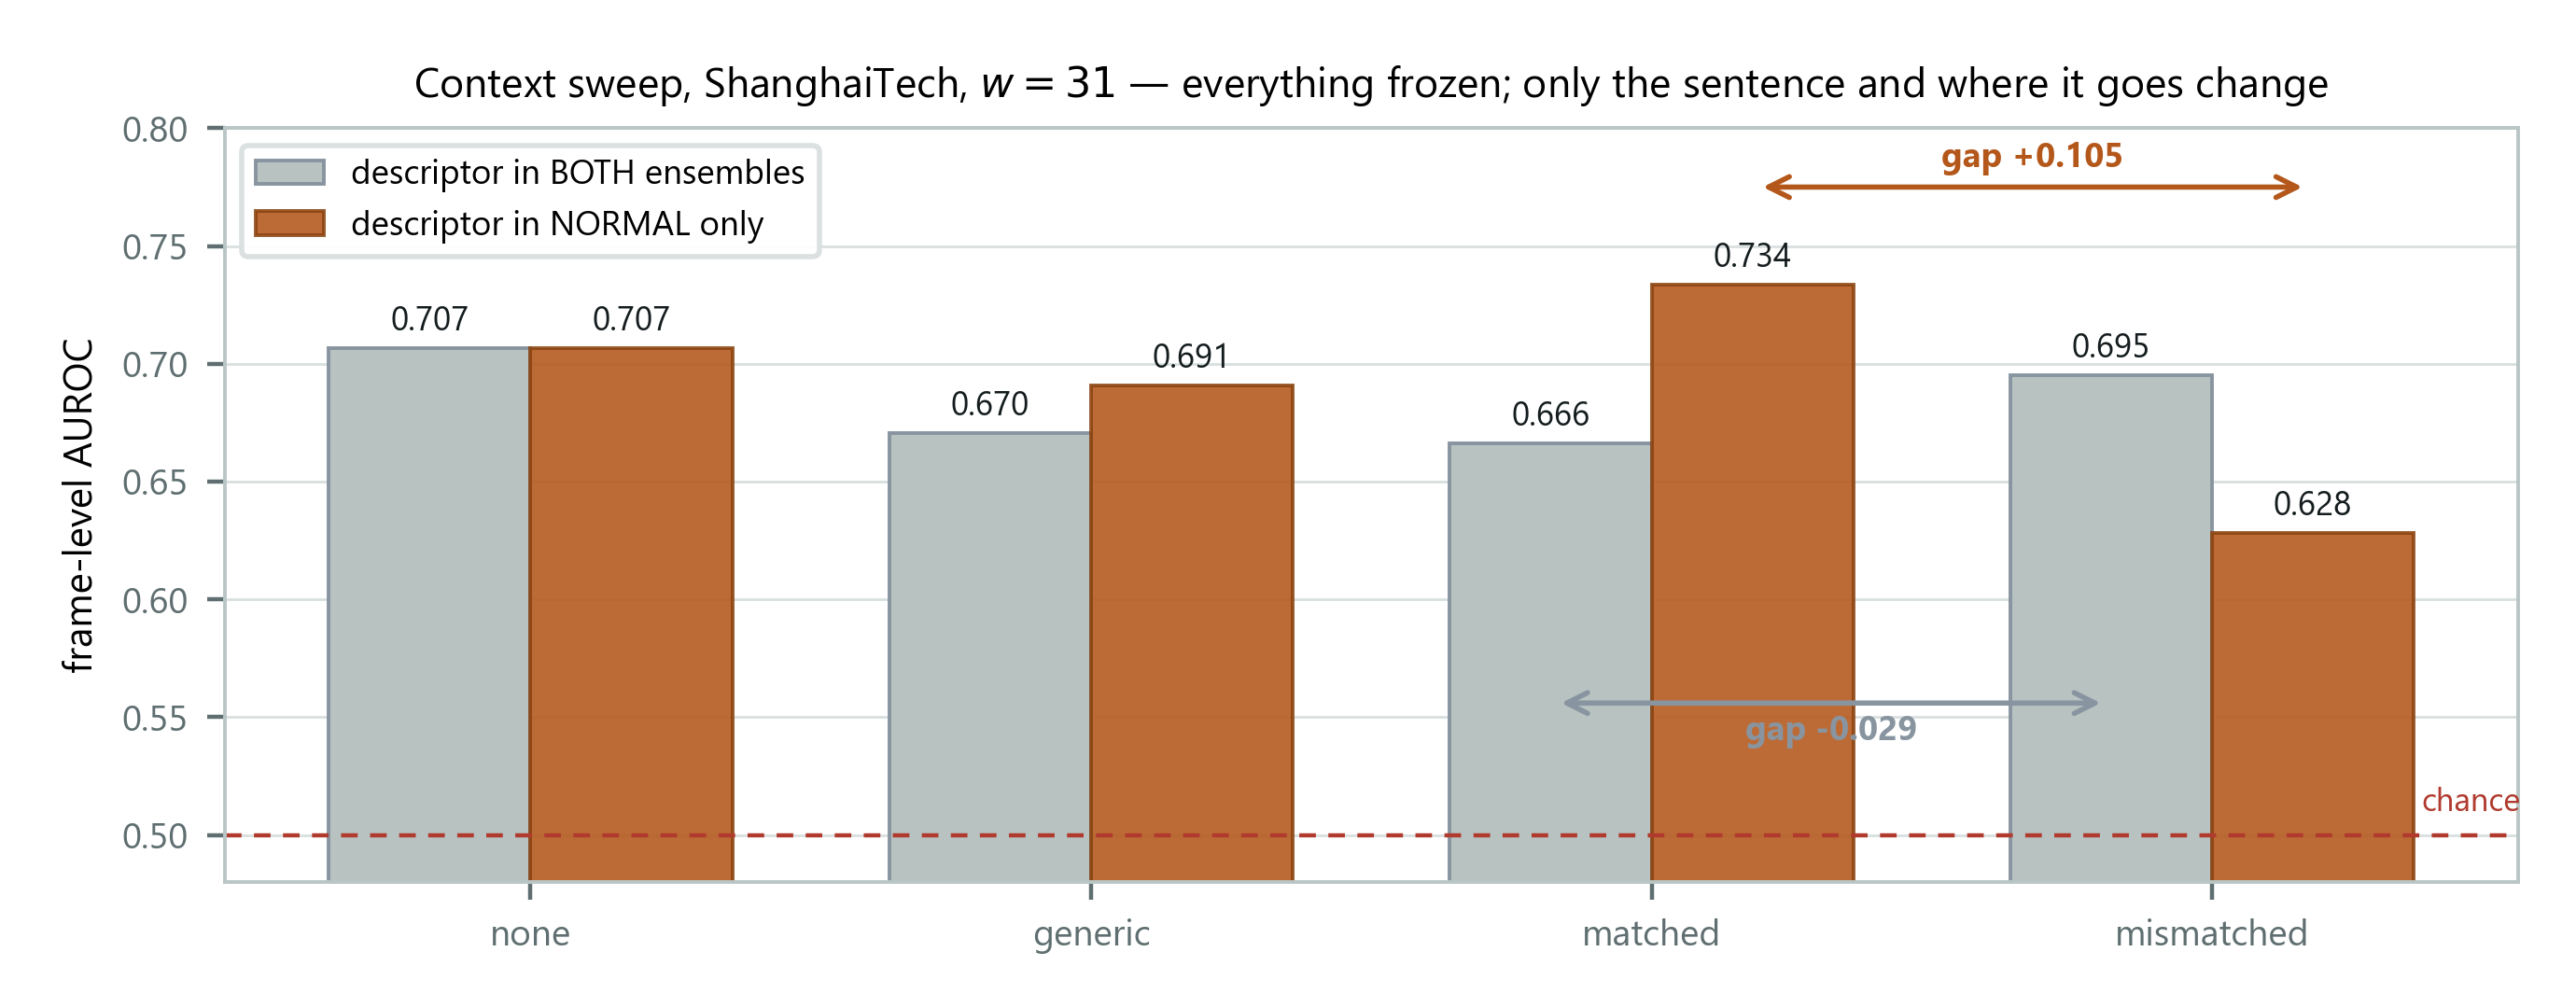 Context sweep, ShanghaiTech, w = 31 — everything frozen; only the sentence and where it goes change
descriptor in BOTH ensembles
descriptor in NORMAL only
gap +0.105
gap -0.029
chance
0.707
0.707
0.670
0.691
0.666
0.734
0.695
0.628
frame-level AUROC
0.80
0.75
0.70
0.65
0.60
0.55
0.50
none
generic
matched
mismatched